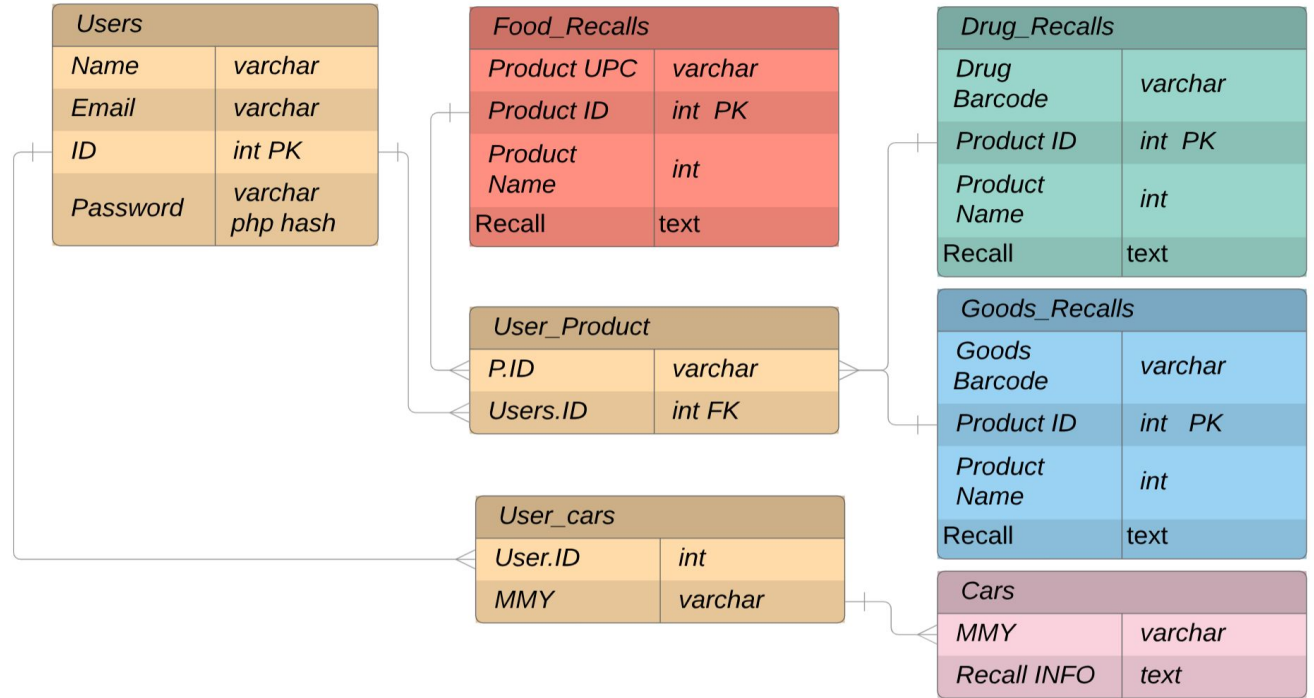 Users
Name varchar
Email varchar
ID int PK
Password varchar
php hash
Food_Recalls
Product UPC varchar
Product ID int PK
Product
Name int
Recall text
Drug_Recalls
Drug
Barcode varchar
Product ID int PK
Product
Name int
Recall text
User_Product
P.ID varchar
Users.ID int FK
Goods_Recalls
Goods
Barcode varchar
Product ID int PK
Product
Name int
Recall text
User_cars
User.ID int
MMY varchar
Cars
MMY varchar
Recall INFO text